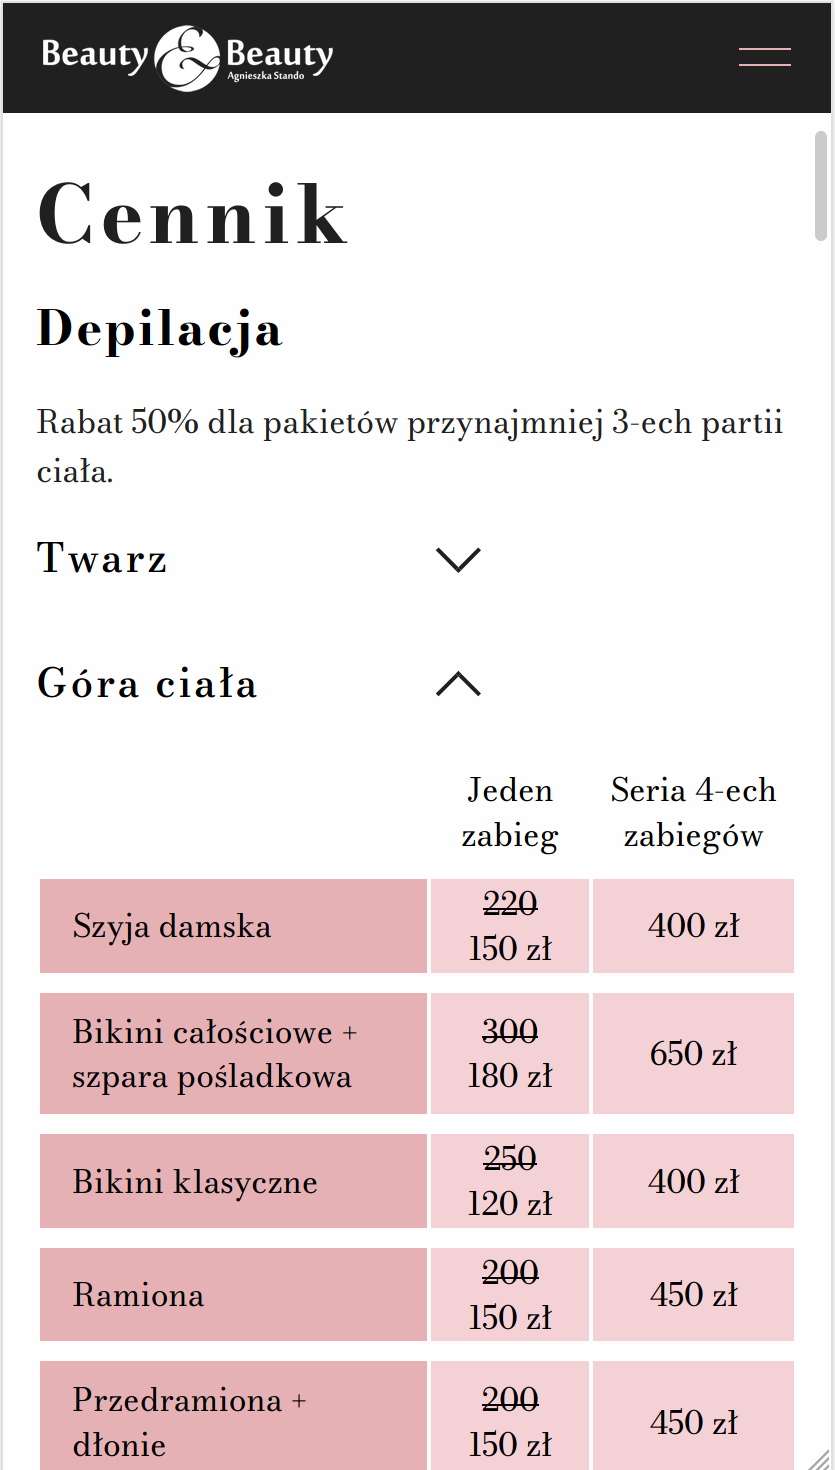 Beauty & Beauty
Agnieszka Stando
Cennik
Depilacja
Rabat 50% dla pakietów przynajmniej 3-ech partii
ciała.
Twarz
Góra ciała
Jeden
zabieg
Seria 4-ech
zabiegów
Szyja damska
220
150 zł
400 zł
Bikini całościowe +
szpara pośladkowa
300
180 zł
650 zł
Bikini klasyczne
250
120 zł
400 zł
Ramiona
200
150 zł
450 zł
Przedramiona +
dłonie
200
150 zł
450 zł